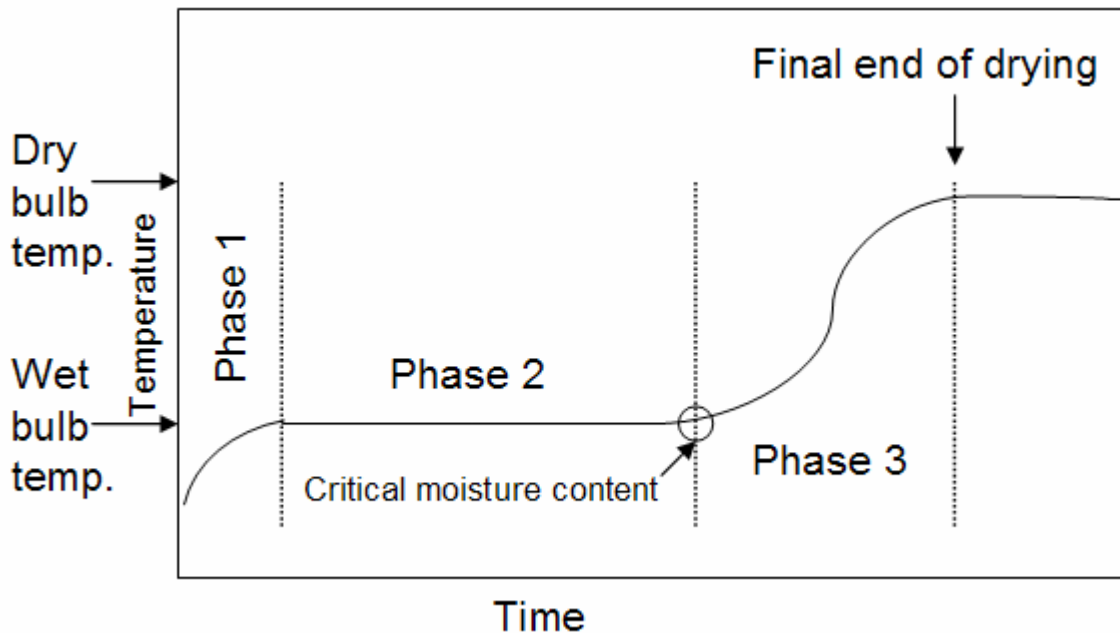 Final end of drying
Dry
bulb
temp.
Temperature
Phase 1
Wet
bulb
temp.
Phase 2
Phase 3
Critical moisture content
Time